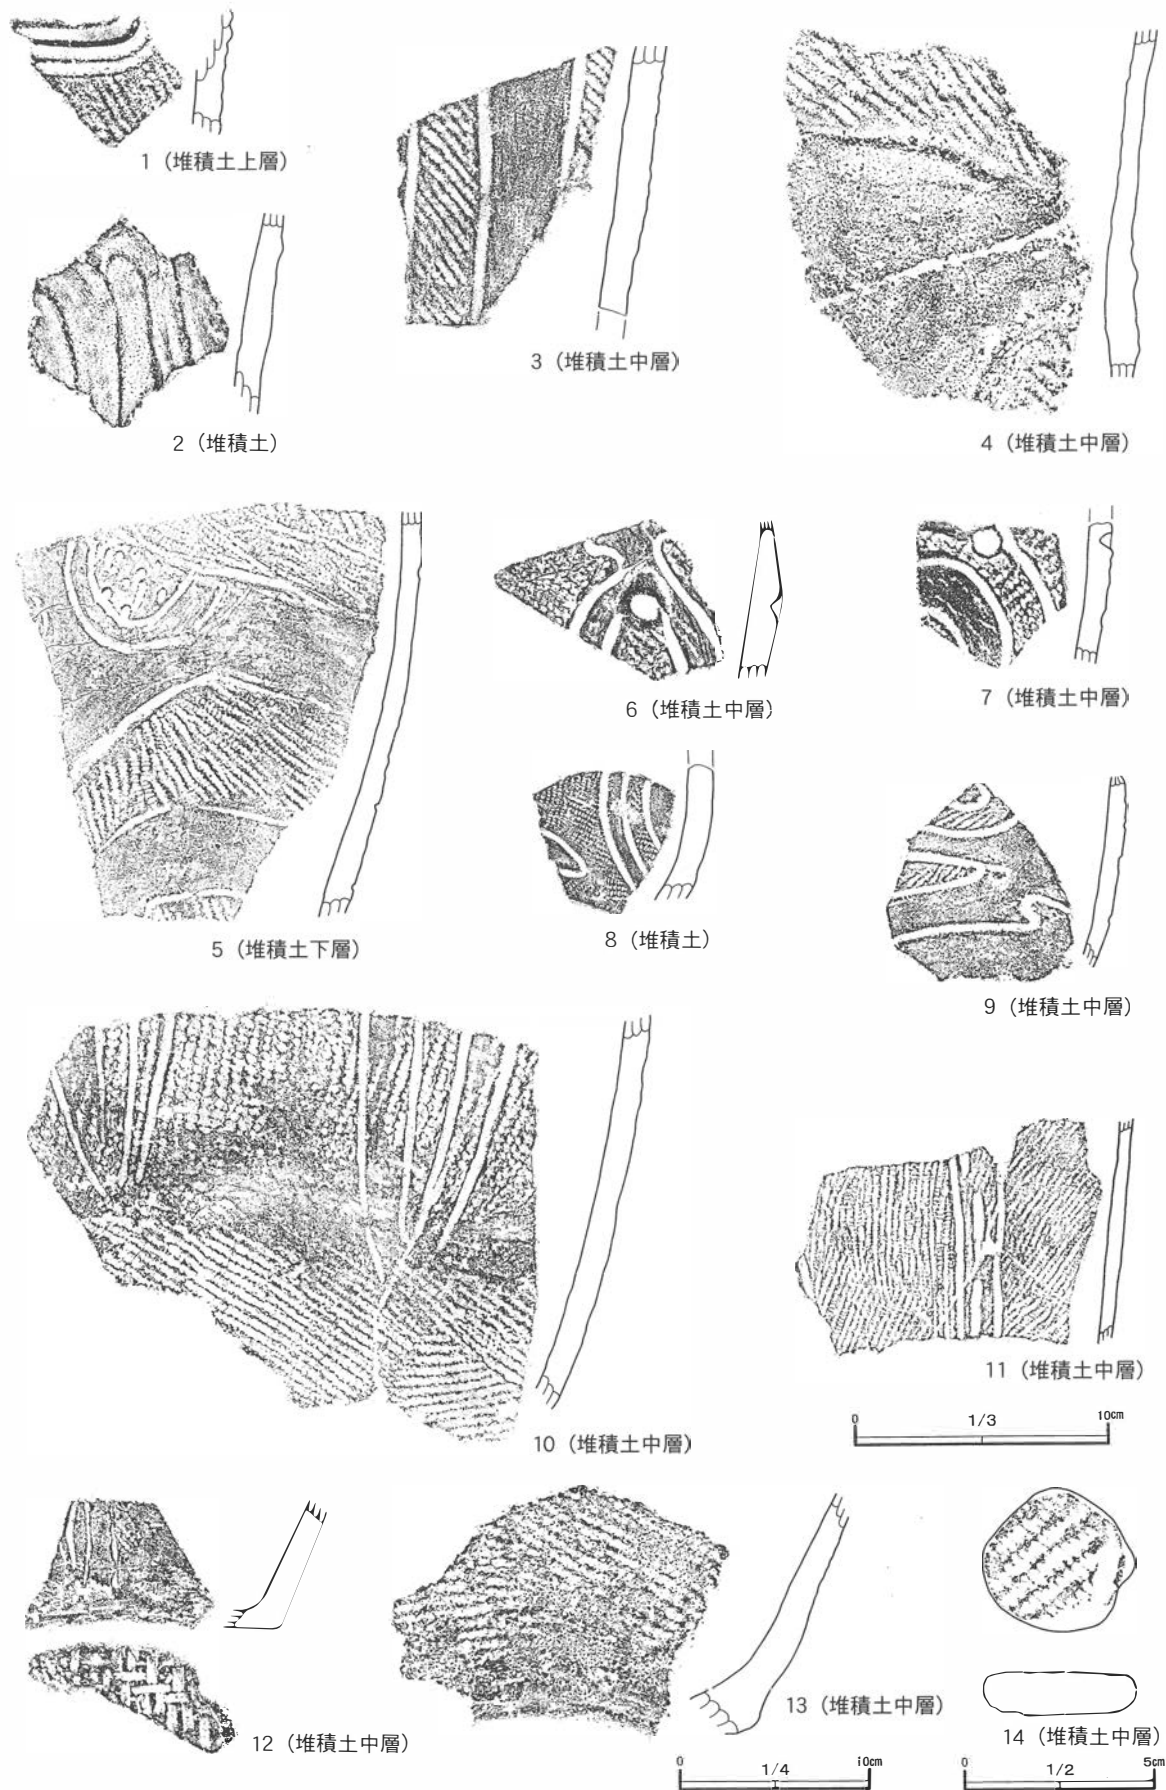 1（堆積土上層）
2（堆積土）
3（堆積土中層）
4（堆積土中層）
5（堆積土下層）
6（堆積土中層）
7（堆積土中層）
8（堆積土）
9（堆積土中層）
10（堆積土中層）
11（堆積土中層）
0 1/3 10cm
12（堆積土中層）
13（堆積土中層）
14（堆積土中層）
0 1/4 10cm
0 1/2 5cm